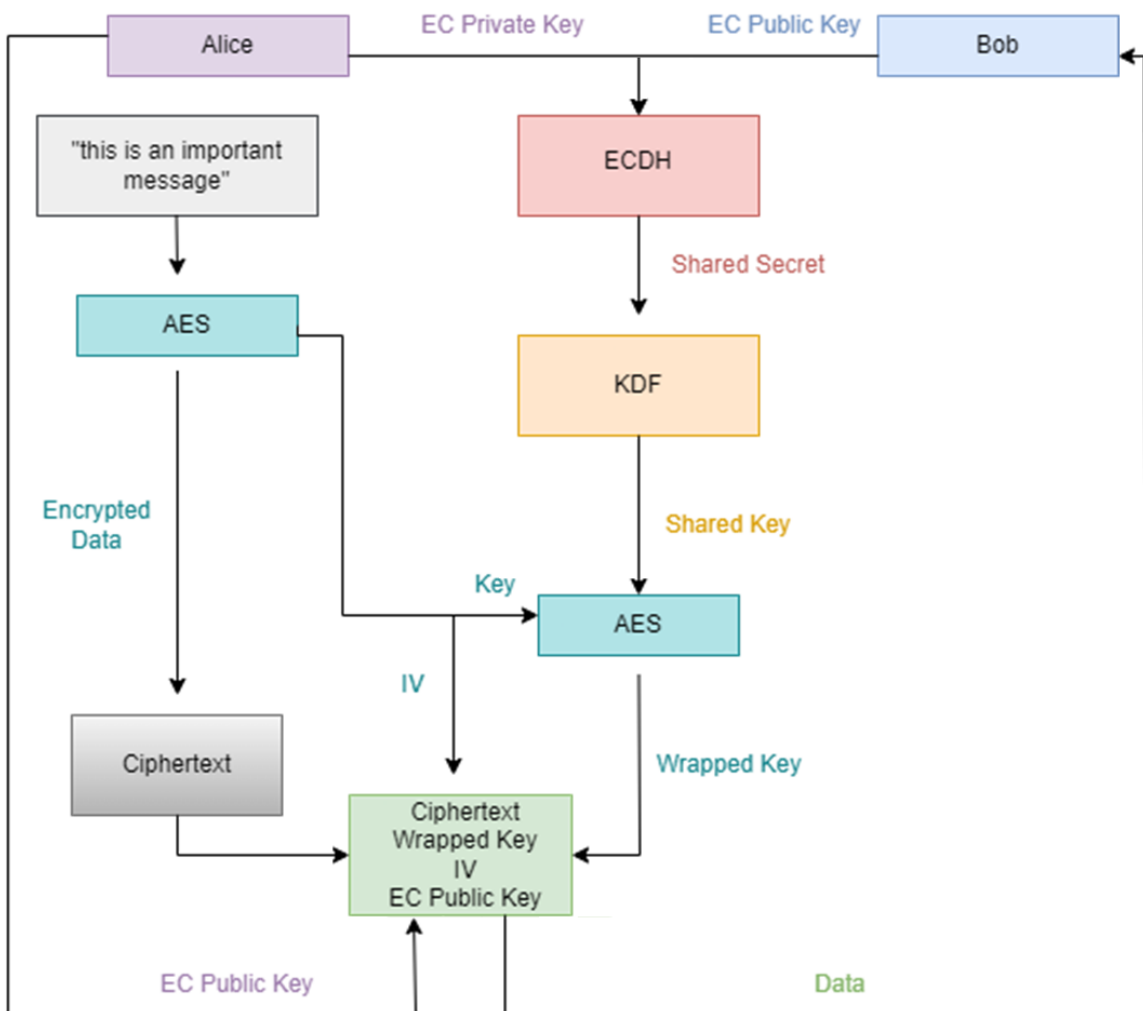 Alice
EC Private Key
EC Public Key
Bob
"this is an important
message"
ECDH
Shared Secret
AES
KDF
Encrypted
Data
Shared Key
Key
AES
IV
Ciphertext
Wrapped Key
Ciphertext
Wrapped Key
IV
EC Public Key
EC Public Key
Data